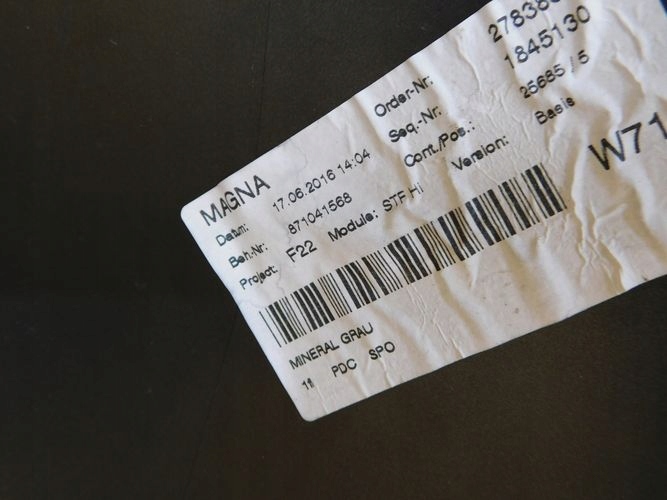 MAGNA
Datum: 17.06.2016 14:04
Beh-Nr: 871041568
Project: F22 Module: STF Hi
Order-Nr:
Seq.-Nr: 1845130
Cont./Pos.: 25685 / 5
Version: Basis
W71
MINERAL GRAU
11 PDC SPO